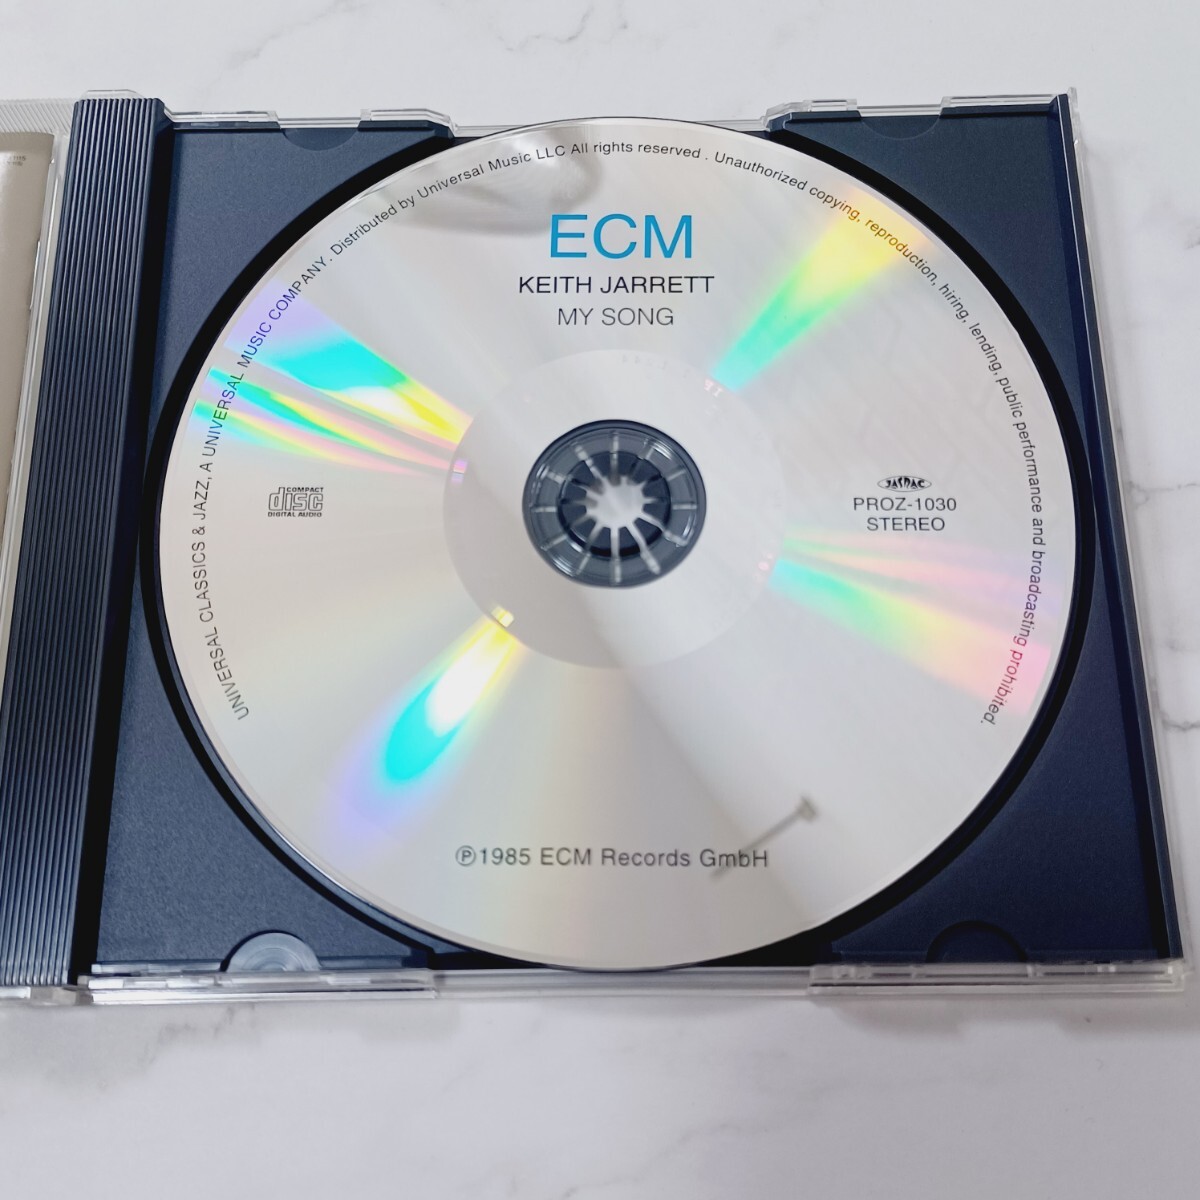 UNIVERSAL CLASSICS & JAZZ, A UNIVERSAL MUSIC COMPANY. Distributed by Universal Music LLC All rights reserved . Unauthorized copying, reproduction, hiring, lending, public performance and broadcasting prohibited.
ECM
KEITH JARRETT
MY SONG
COMPACT
disc
DIGITAL AUDIO
JASRAC
PROZ-1030
STEREO
Ⓟ1985 ECM Records GmbH